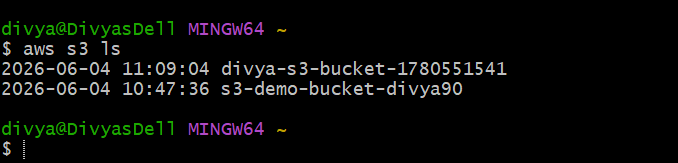 divya@DivyasDell MINGW64 ~
$ aws s3 ls
2026-06-04 11:09:04 divya-s3-bucket-1780551541
2026-06-04 10:47:36 s3-demo-bucket-divya90
divya@DivyasDell MINGW64 ~
$